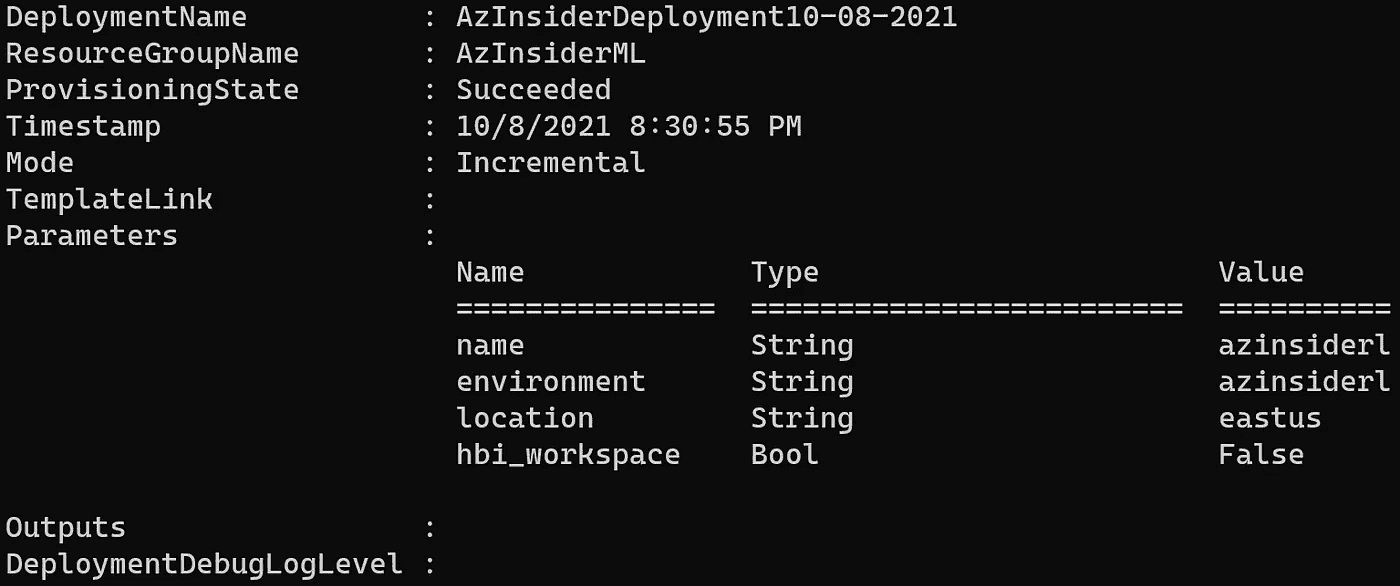 DeploymentName : AzInsiderDeployment10-08-2021
ResourceGroupName : AzInsiderML
ProvisioningState : Succeeded
Timestamp : 10/8/2021 8:30:55 PM
Mode : Incremental
TemplateLink :
Parameters :
Name Type Value
=============== ========================= ==========
name String azinsiderl
environment String azinsiderl
location String eastus
hbi_workspace Bool False
Outputs :
DeploymentDebugLogLevel :